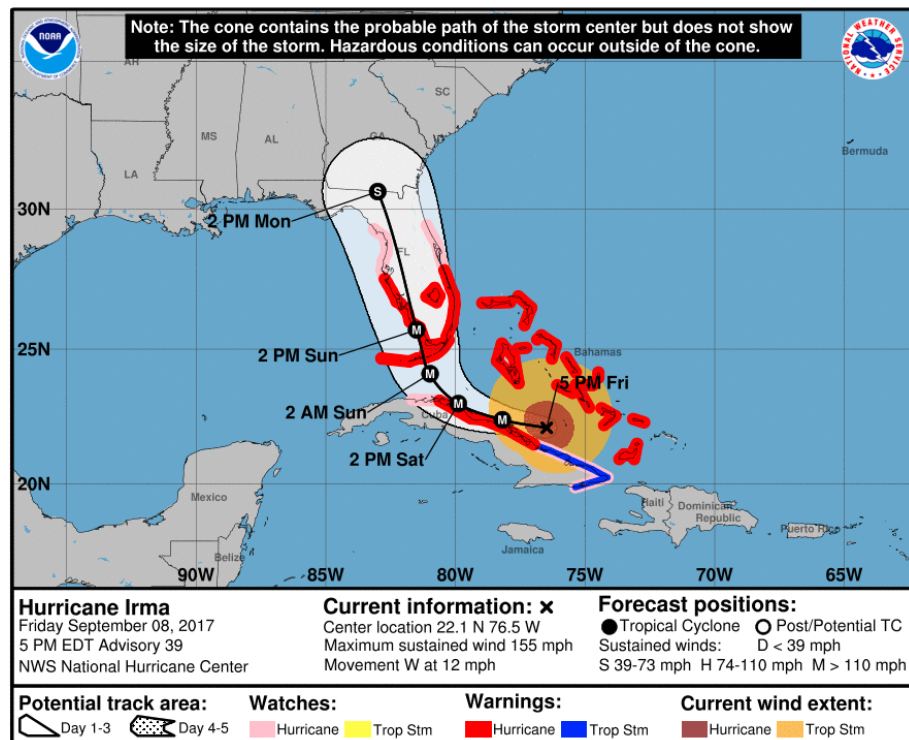 Note: The cone contains the probable path of the storm center but does not show
the size of the storm. Hazardous conditions can occur outside of the cone.
NOAA
NATIONAL WEATHER SERVICE
AR
SC
MS
AL
GA
LA
Bermuda
30N
2 PM Mon
S
FL
M
25N
2 PM Sun
Bahamas
5 PM Fri
M
2 AM Sun
M
Cuba
M
2 PM Sat
20N
Mexico
Haiti
Dominican
Republic
Puerto Rico
Jamaica
Belize
90W
85W
80W
75W
70W
65W
Hurricane Irma
Friday September 08, 2017
5 PM EDT Advisory 39
NWS National Hurricane Center
Current information: ×
Center location 22.1 N 76.5 W
Maximum sustained wind 155 mph
Movement W at 12 mph
Forecast positions:
Tropical Cyclone
Post/Potential TC
Sustained winds: D < 39 mph
S 39-73 mph H 74-110 mph M > 110 mph
Potential track area:
Day 1-3
Day 4-5
Watches:
Hurricane
Trop Stm
Warnings:
Hurricane
Trop Stm
Current wind extent:
Hurricane
Trop Stm